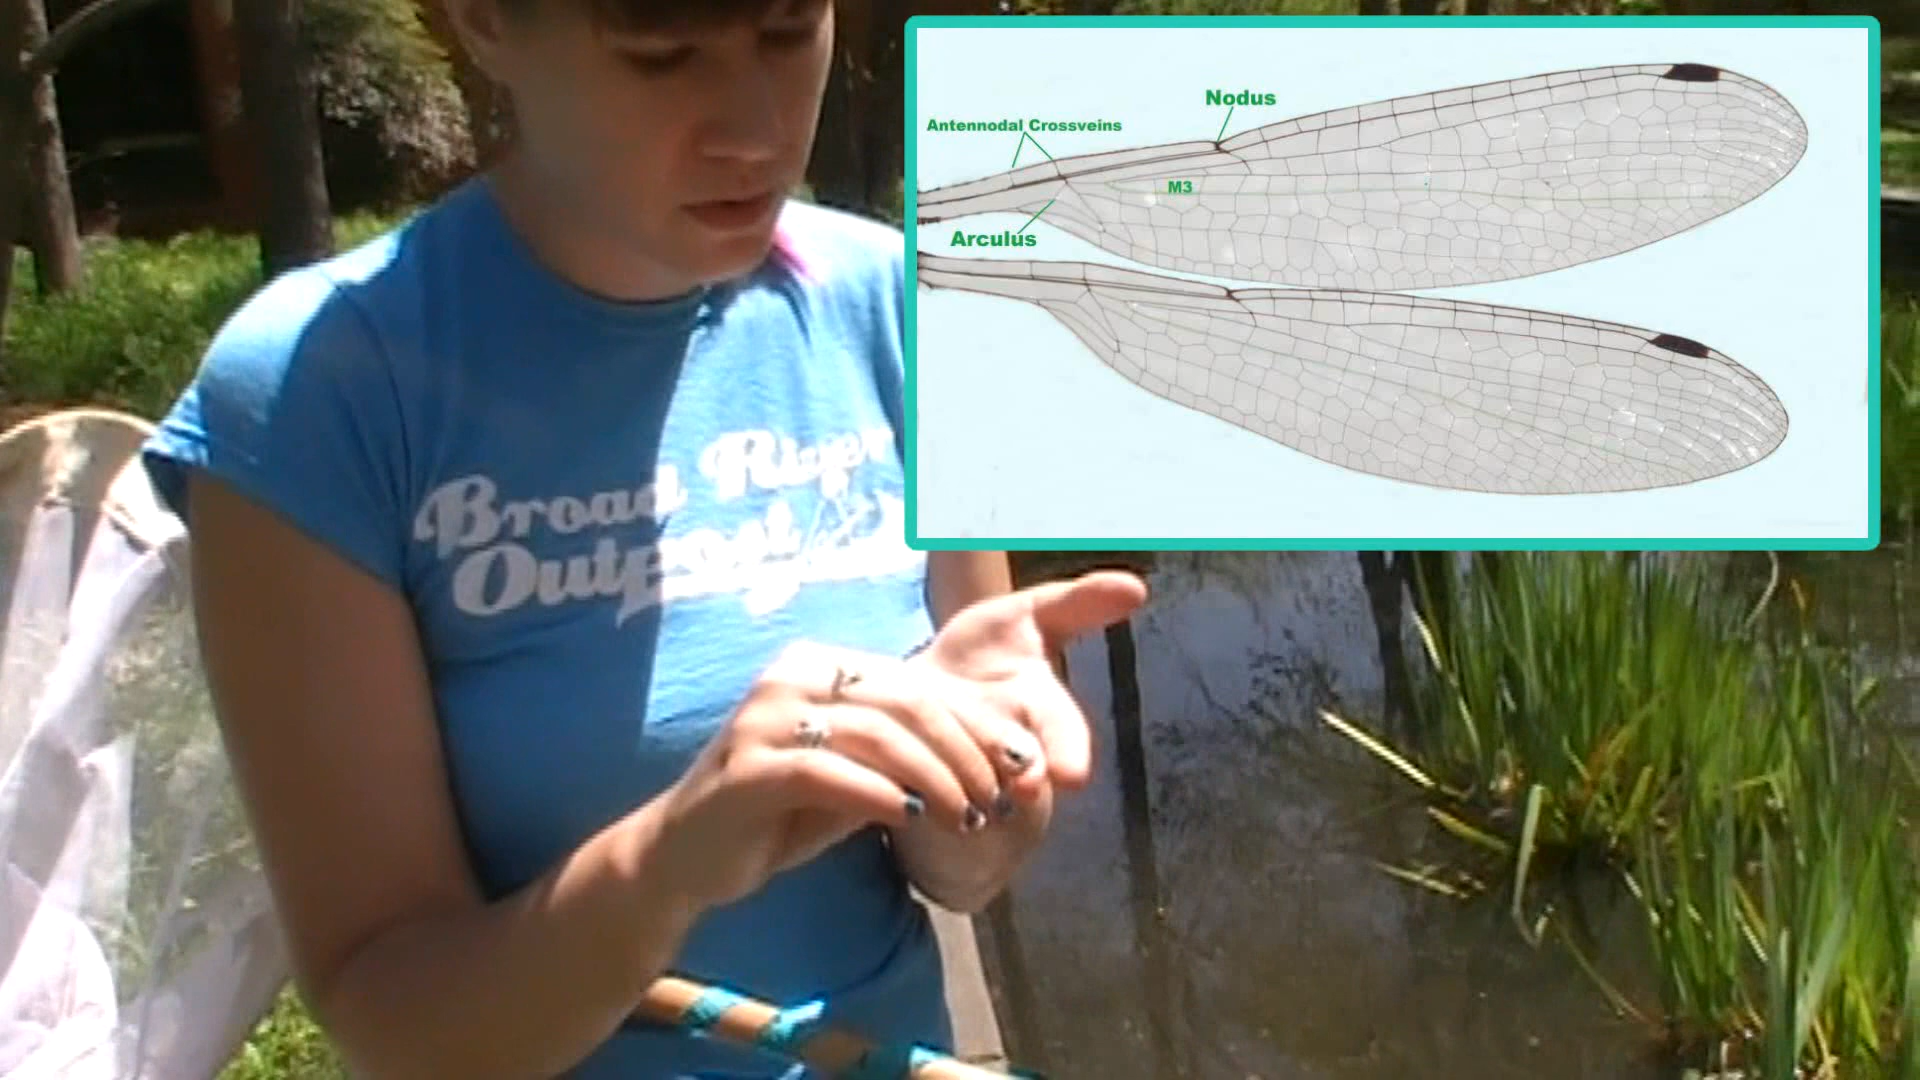 Broad River
Outpost
Nodus
Antennodal Crossveins
M3
Arculus